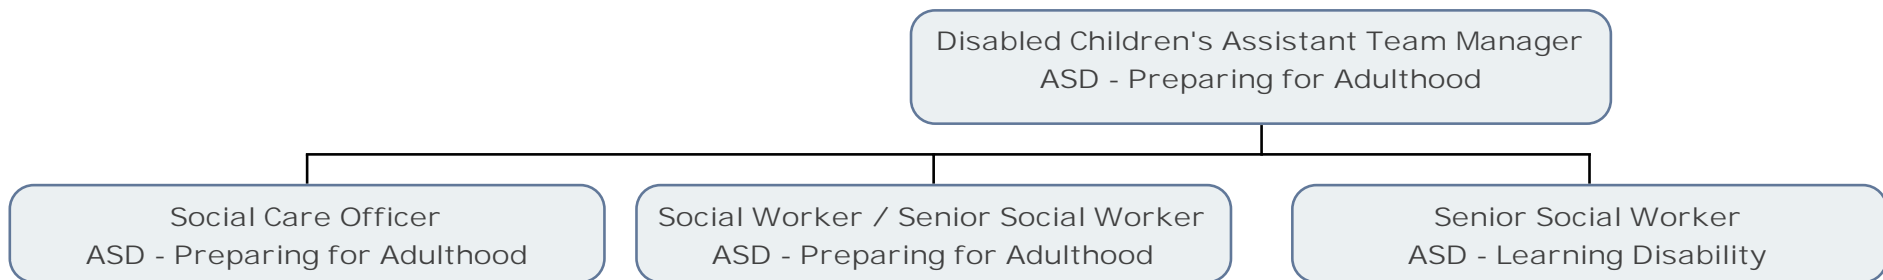 Disabled Children's Assistant Team Manager
ASD - Preparing for Adulthood
Social Care Officer
ASD - Preparing for Adulthood
Social Worker / Senior Social Worker
ASD - Preparing for Adulthood
Senior Social Worker
ASD - Learning Disability